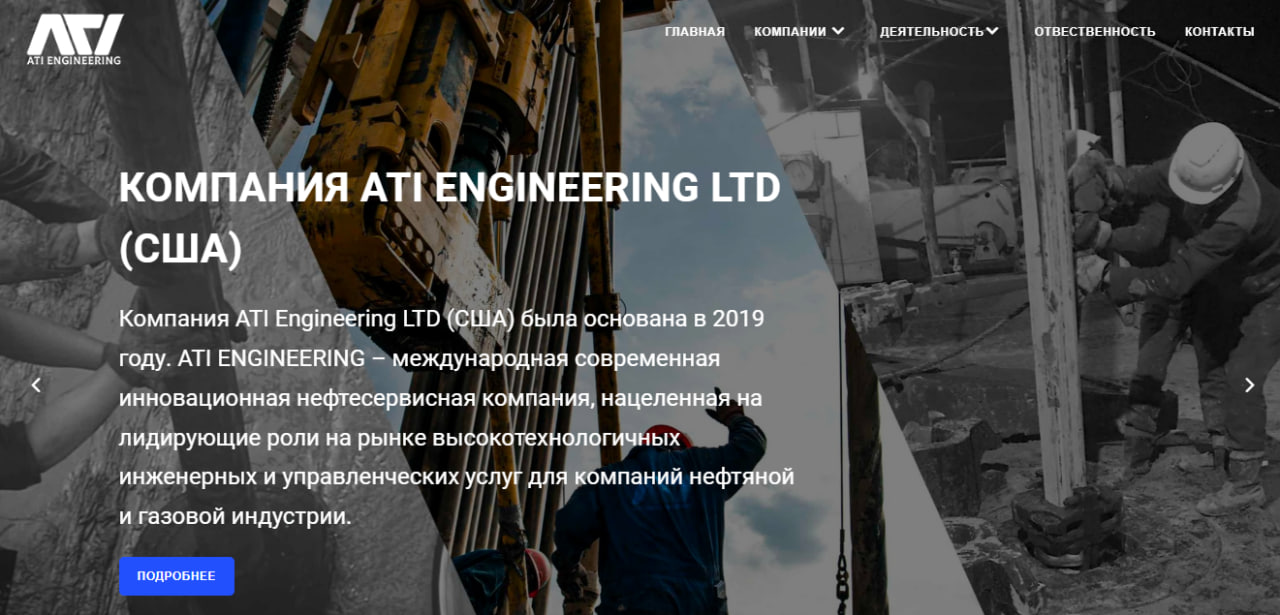 ATI
ATI ENGINEERING
ГЛАВНАЯ КОМПАНИИ ДЕЯТЕЛЬНОСТЬ ОТВЕСТВЕННОСТЬ КОНТАКТЫ
КОМПАНИЯ ATI ENGINEERING LTD
(США)
Компания ATI Engineering LTD (США) была основана в 2019
году. ATI ENGINEERING – международная современная
инновационная нефтесервисная компания, нацеленная на
лидирующие роли на рынке высокотехнологичных
инженерных и управленческих услуг для компаний нефтяной
и газовой индустрии.
ПОДРОБНЕЕ